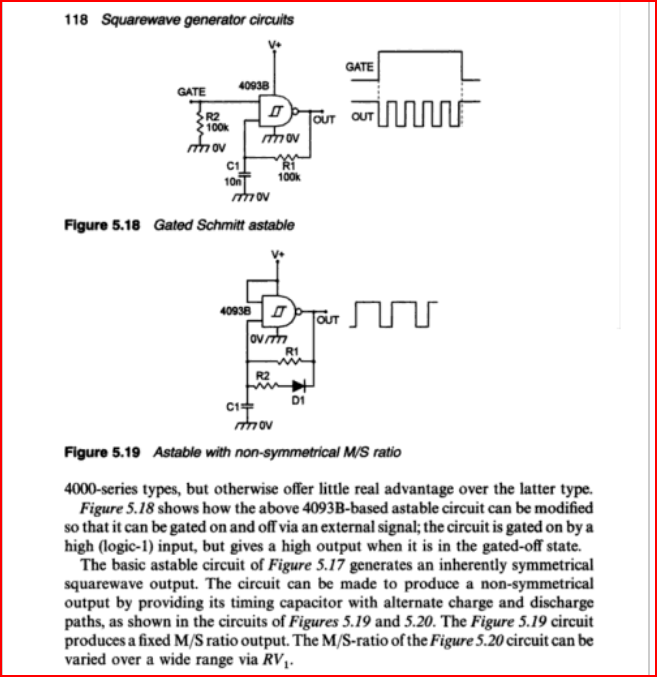 118 Squarewave generator circuits
V+
GATE
4093B
GATE
R2
100k
OUT
OUT
0V
0V
C1
10n
R1
100k
0V
Figure 5.18 Gated Schmitt astable
V+
4093B
OUT
0V
R1
R2
D1
C1
0V
Figure 5.19 Astable with non-symmetrical M/S ratio
4000-series types, but otherwise offer little real advantage over the latter type.
Figure 5.18 shows how the above 4093B-based astable circuit can be modified
so that it can be gated on and off via an external signal; the circuit is gated on by a
high (logic-1) input, but gives a high output when it is in the gated-off state.
The basic astable circuit of Figure 5.17 generates an inherently symmetrical
squarewave output. The circuit can be made to produce a non-symmetrical
output by providing its timing capacitor with alternate charge and discharge
paths, as shown in the circuits of Figures 5.19 and 5.20. The Figure 5.19 circuit
produces a fixed M/S ratio output. The M/S-ratio of the Figure 5.20 circuit can be
varied over a wide range via RV₁.